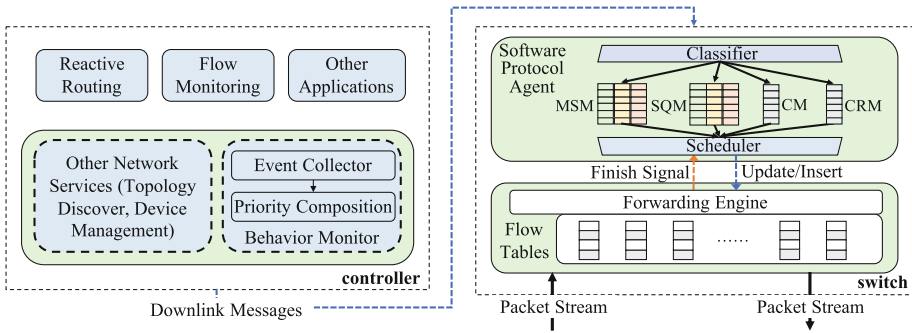 Reactive
Routing
Flow
Monitoring
Other
Applications
Other Network
Services (Topology
Discover, Device
Management)
Event Collector
Priority Composition
Behavior Monitor
controller
Downlink Messages
Software
Protocol
Agent
Classifier
MSM
SQM
CM
CRM
Scheduler
Finish Signal
Update/Insert
Forwarding Engine
Flow
Tables
......
switch
Packet Stream
Packet Stream